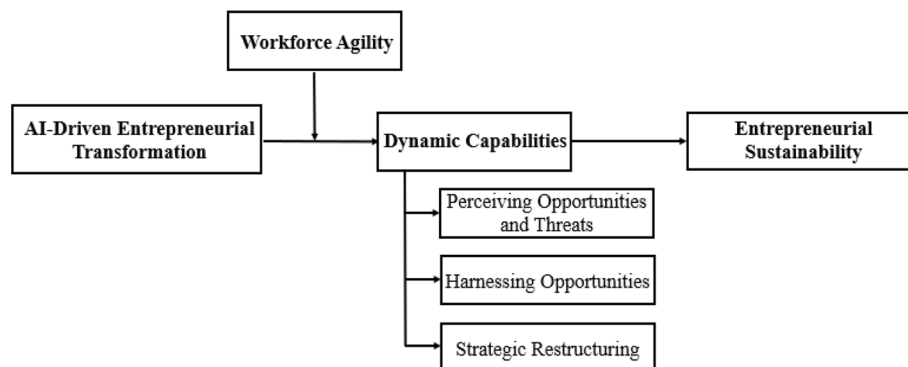 Workforce Agility
AI-Driven Entrepreneurial
Transformation
Dynamic Capabilities
Entrepreneurial
Sustainability
Perceiving Opportunities
and Threats
Harnessing Opportunities
Strategic Restructuring